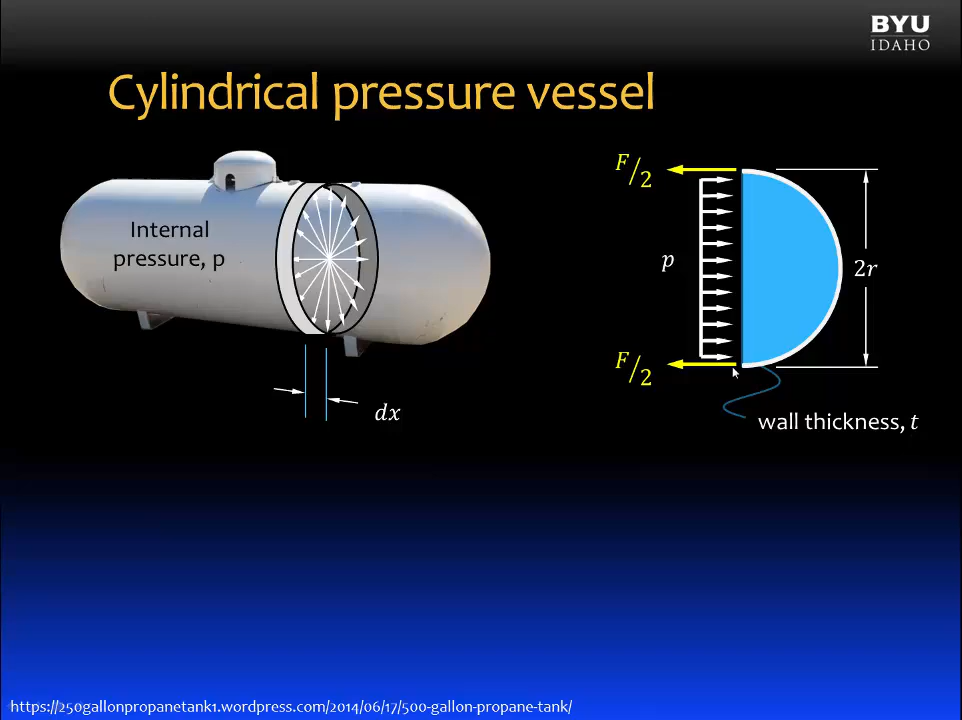 BYU
IDAHO
Cylindrical pressure vessel
Internal
pressure, p
dx
F/2
p
F/2
2r
wall thickness, t
https://250gallonpropanetank1.wordpress.com/2014/06/17/500-gallon-propane-tank/